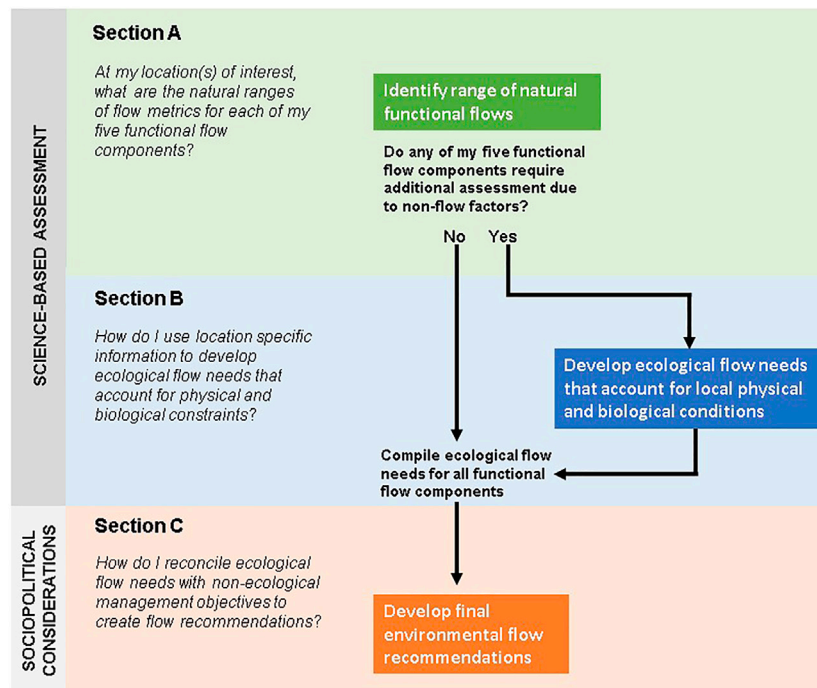 SCIENCE-BASED ASSESSMENT
Section A
At my location(s) of interest,
what are the natural ranges
of flow metrics for each of my
five functional flow
components?
Identify range of natural
functional flows
Do any of my five functional
flow components require
additional assessment due
to non-flow factors?
No Yes
Section B
How do I use location specific
information to develop
ecological flow needs that
account for physical and
biological constraints?
Develop ecological flow needs
that account for local physical
and biological conditions
Compile ecological flow
needs for all functional
flow components
SOCIOPOLITICAL
CONSIDERATIONS
Section C
How do I reconcile ecological
flow needs with non-ecological
management objectives to
create flow recommendations?
Develop final
environmental flow
recommendations